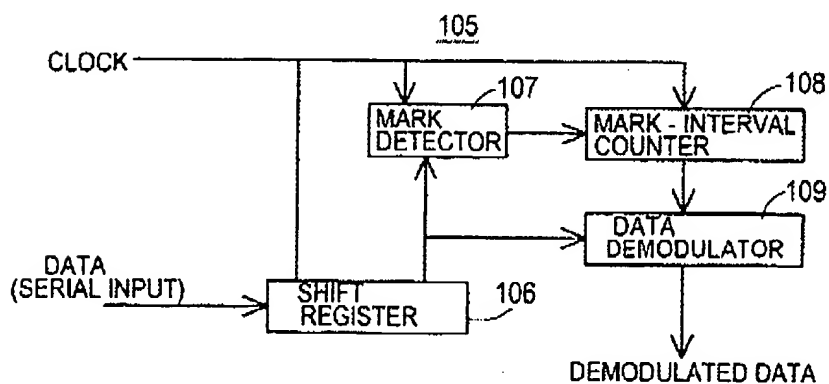 105
CLOCK
107
108
MARK
DETECTOR
MARK - INTERVAL
COUNTER
109
DATA
DEMODULATOR
DATA
(SERIAL INPUT)
SHIFT
REGISTER
106
DEMODULATED DATA